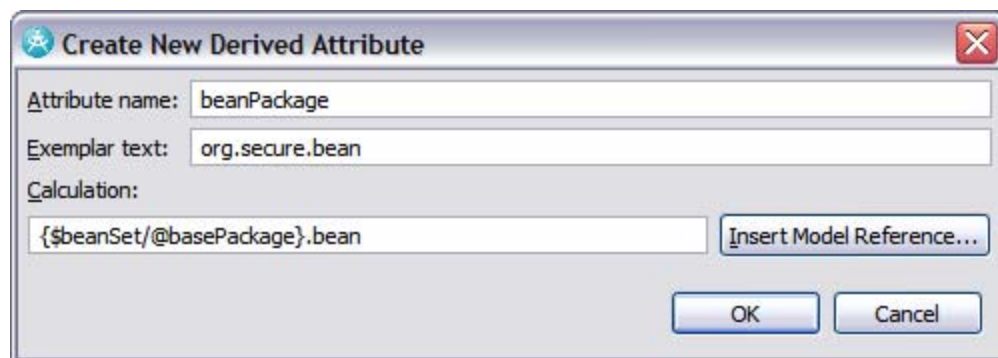 Create New Derived Attribute
Attribute name: beanPackage
Exemplar text: org.secure.bean
Calculation:
{$beanSet/@basePackage}.bean Insert Model Reference...
OK Cancel